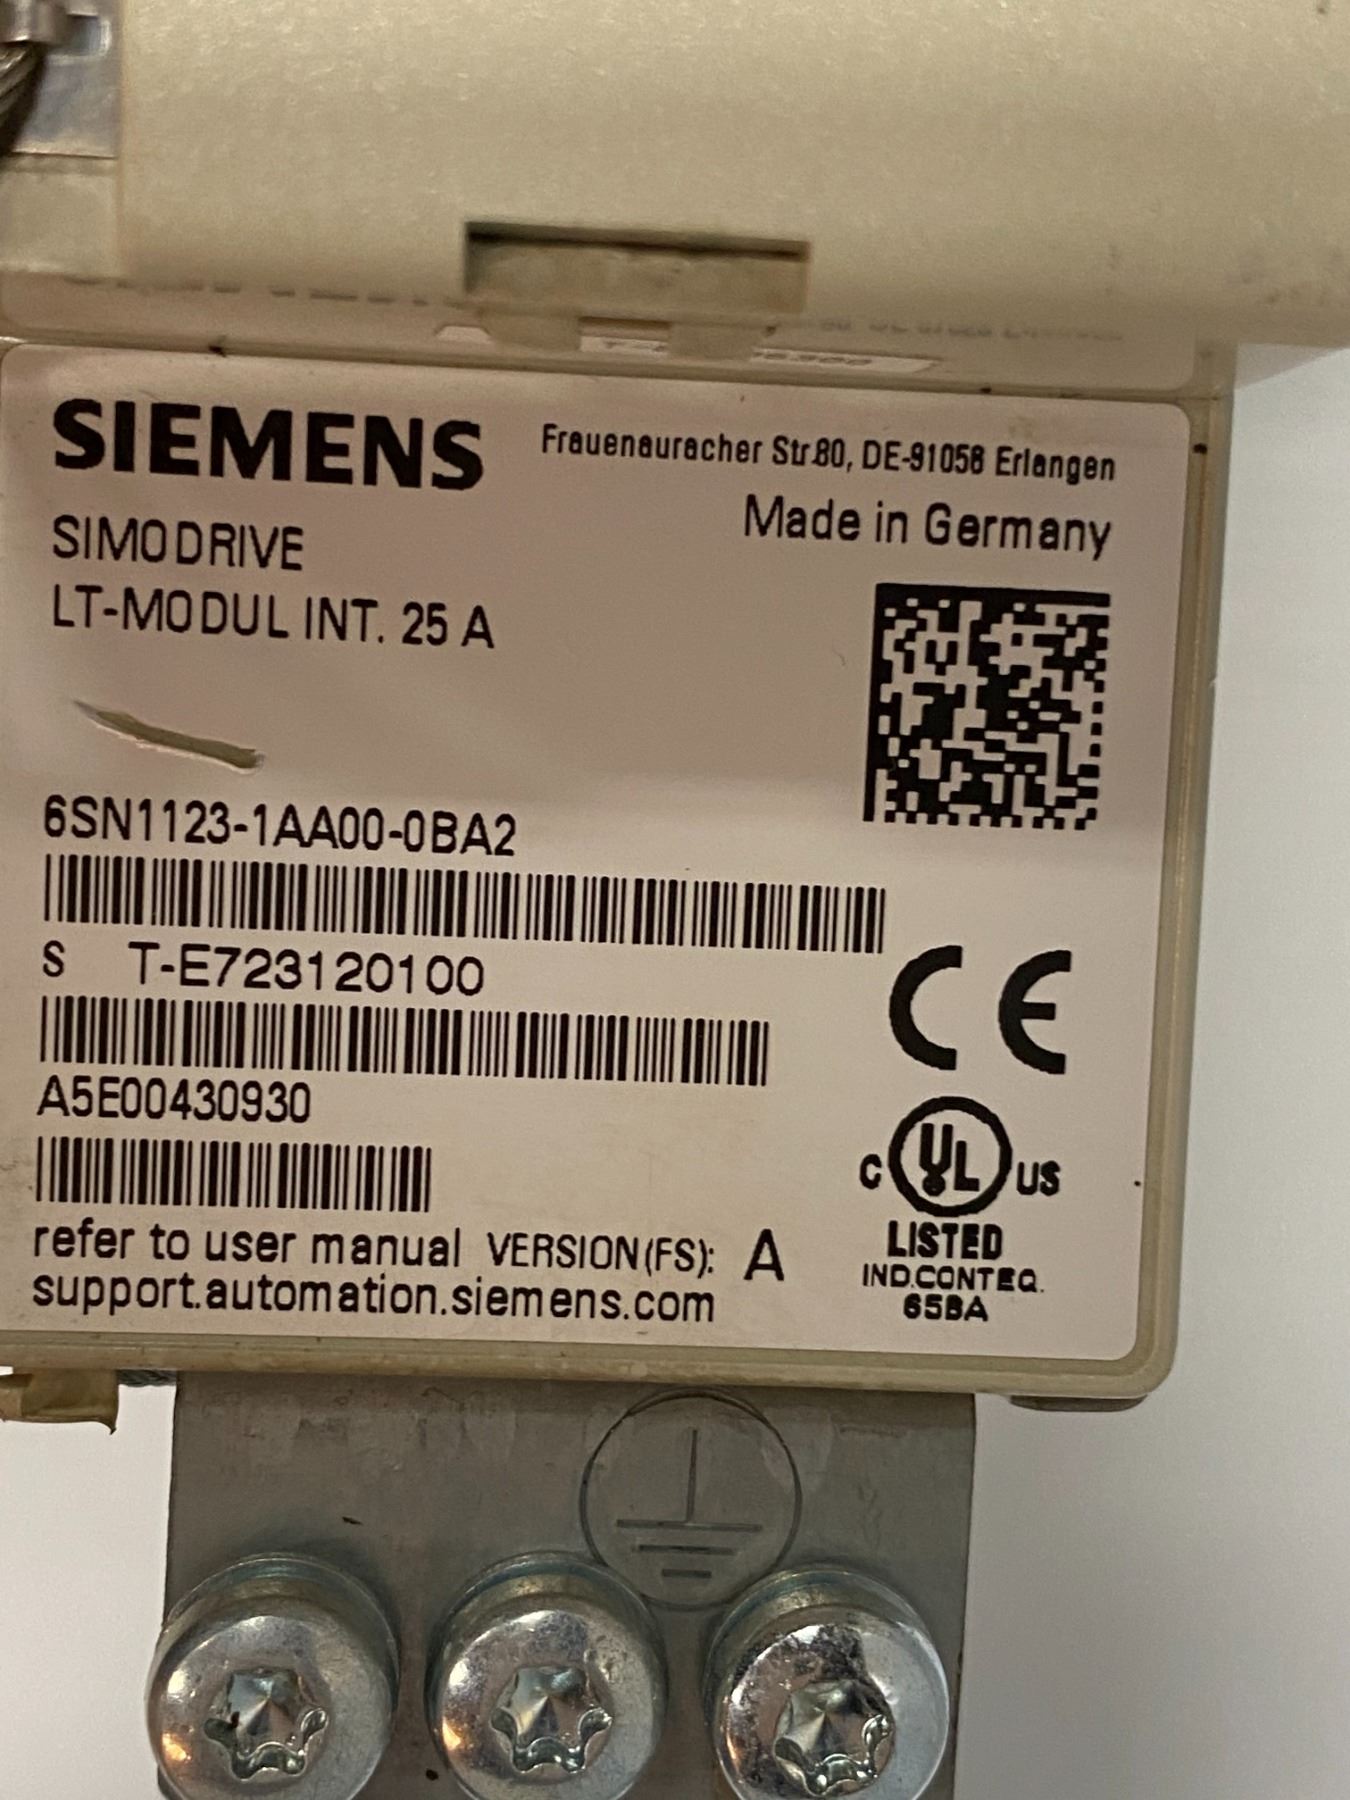 SIEMENS
Frauenauracher Str.80, DE-91056 Erlangen
Made in Germany
SIMODRIVE
LT-MODUL INT. 25 A
6SN1123-1AA00-0BA2
S T-E723120100
A5E00430930
refer to user manual VERSION(FS): A
support.automation.siemens.com
CE
C UL US
LISTED
IND.CONT.EQ.
65BA